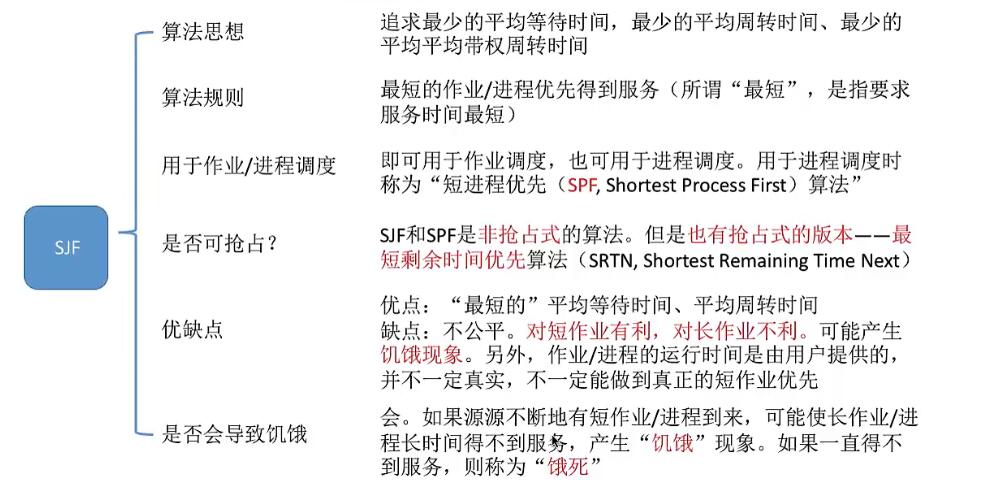 SJF
算法思想
追求最少的平均等待时间，最少的平均周转时间、最少的
平均平均带权周转时间
算法规则
最短的作业/进程优先得到服务（所谓“最短”，是指要求
服务时间最短）
用于作业/进程调度
即可用于作业调度，也可用于进程调度。用于进程调度时
称为“短进程优先（SPF, Shortest Process First）算法”
是否可抢占？
SJF和SPF是非抢占式的算法。但是也有抢占式的版本——最
短剩余时间优先算法（SRTN, Shortest Remaining Time Next）
优缺点
优点：“最短的”平均等待时间、平均周转时间
缺点：不公平。对短作业有利，对长作业不利。可能产生
饥饿现象。另外，作业/进程的运行时间是由用户提供的，
并不一定真实，不一定能做到真正的短作业优先
是否会导致饥饿
会。如果源源不断地有短作业/进程到来，可能使长作业/进
程长时间得不到服务，产生“饥饿”现象。如果一直得不
到服务，则称为“饿死”